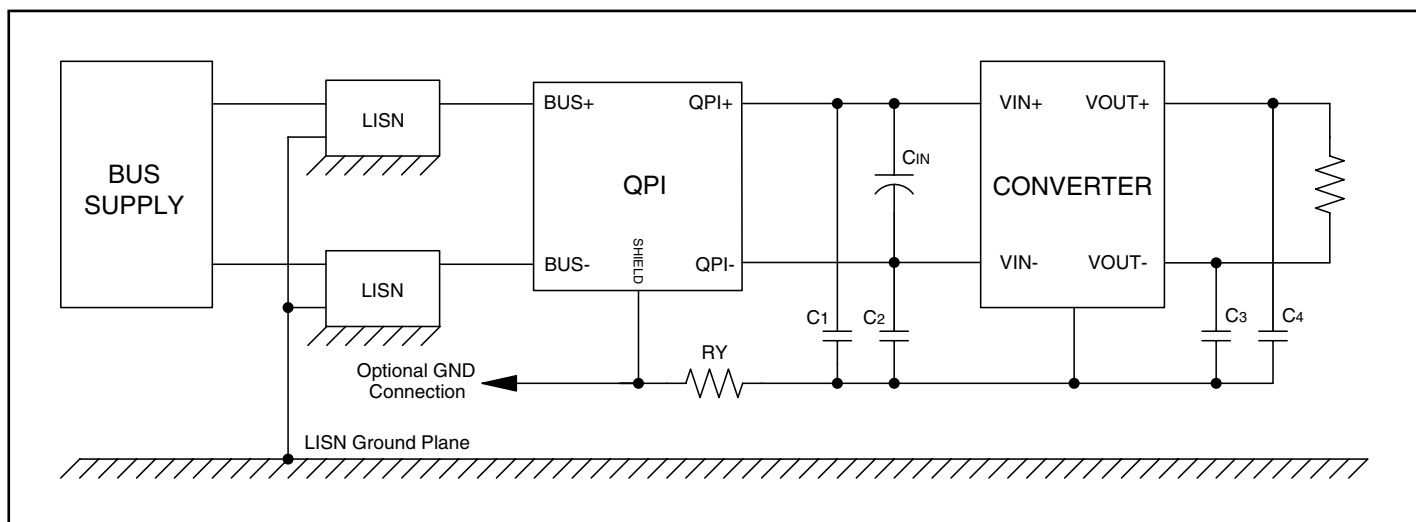 BUS
SUPPLY
LISN
LISN
BUS+
BUS-
QPI
SHIELD
QPI+
QPI-
CIN
C1
C2
RY
VIN+
VIN-
CONVERTER
VOUT+
VOUT-
C3
C4
Optional GND
Connection
LISN Ground Plane